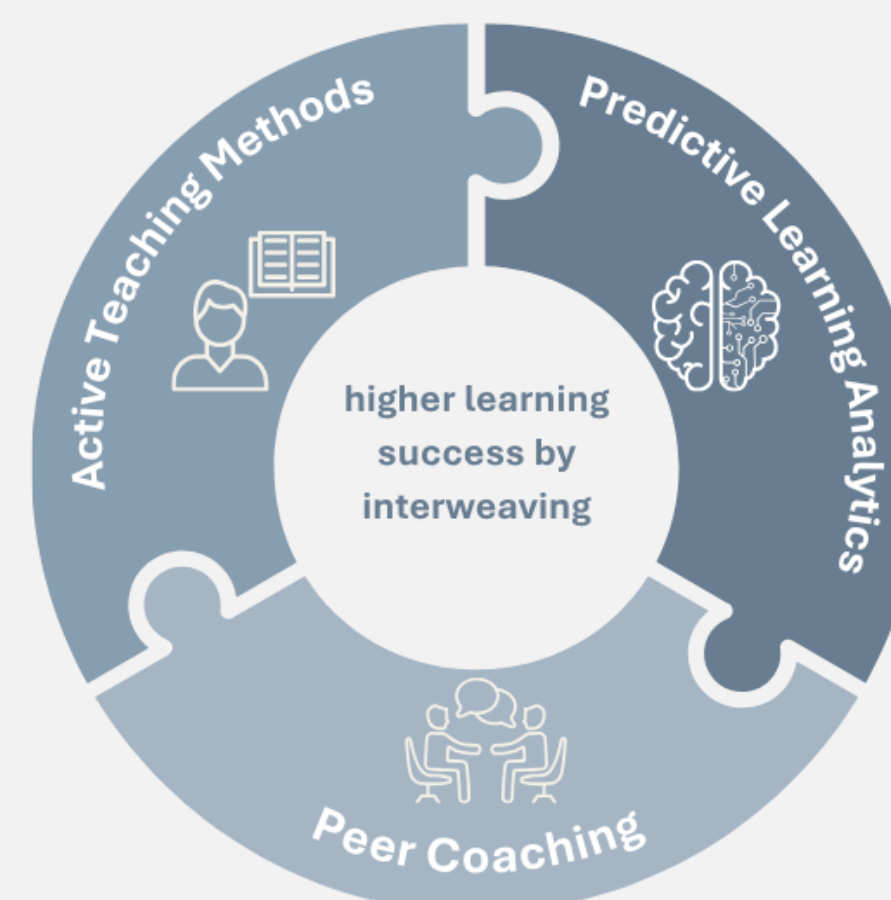 Active Teaching Methods
Predictive Learning Analytics
higher learning
success by
interweaving
Peer Coaching